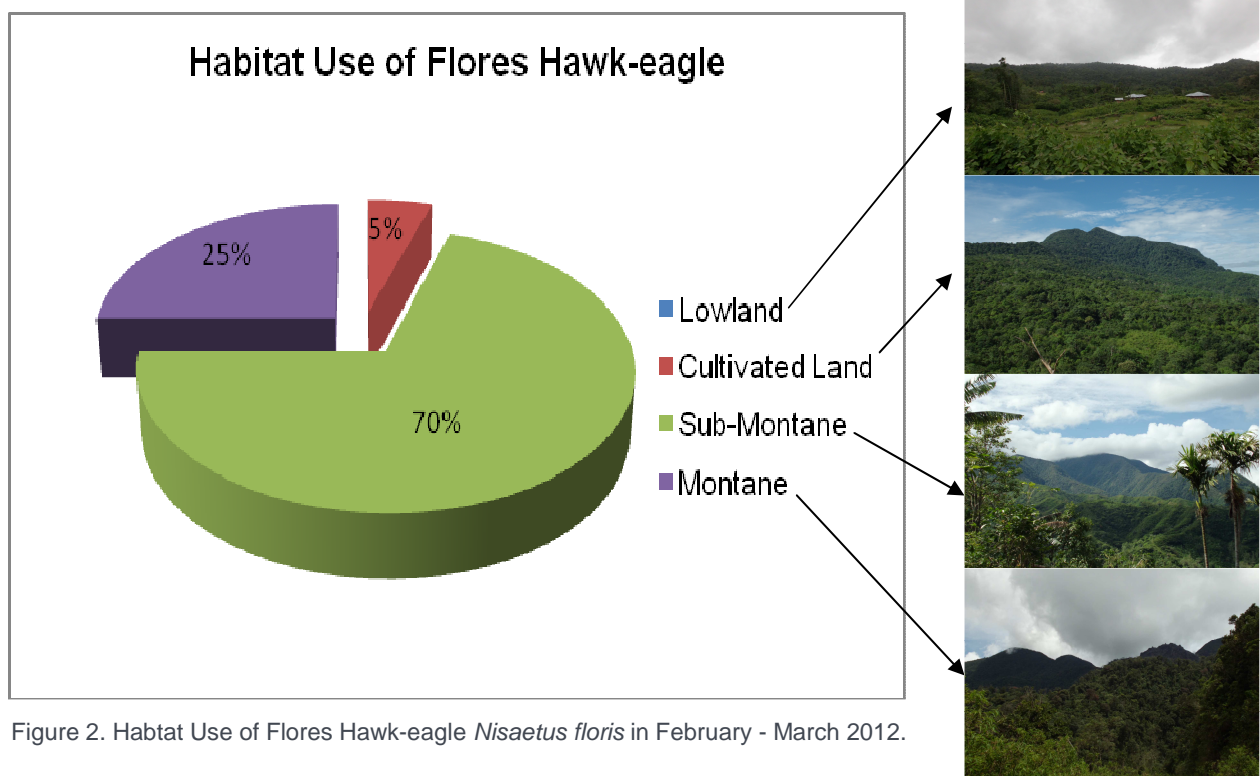 Habitat Use of Flores Hawk-eagle
5%
25%
70%
Lowland
Cultivated Land
Sub-Montane
Montane
Figure 2. Habtat Use of Flores Hawk-eagle Nisaetus floris in February - March 2012.